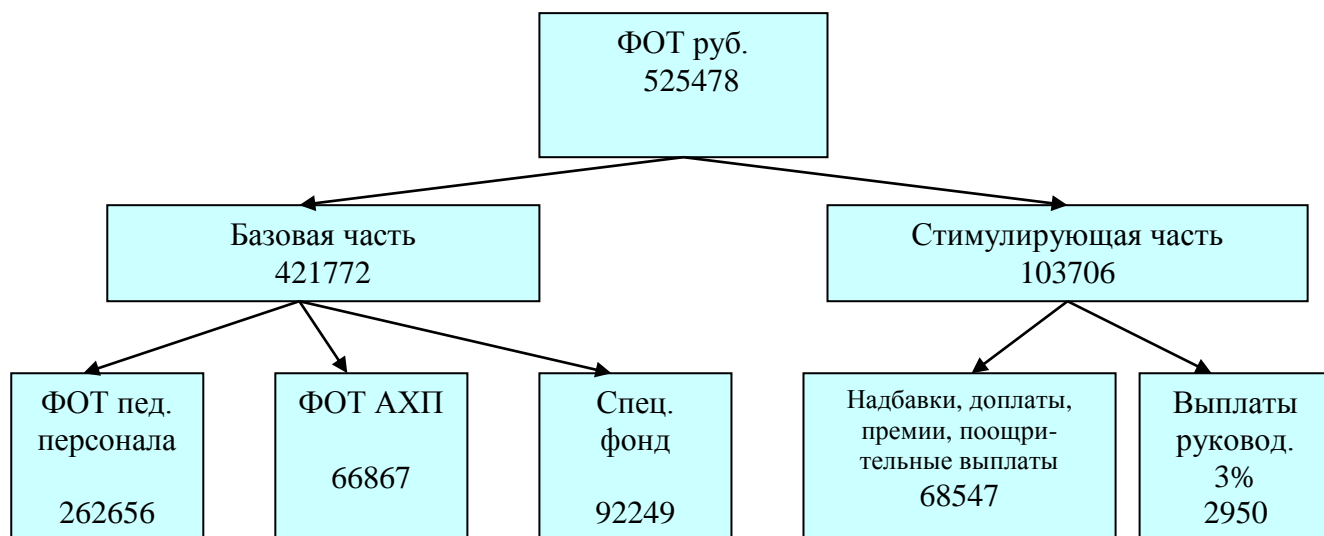 ФОТ руб.
525478
Базовая часть
421772
Стимулирующая часть
103706
ФОТ пед.
персонала
262656
ФОТ АХП
66867
Спец.
фонд
92249
Надбавки, доплаты,
премии, поощри-
тельные выплаты
68547
Выплаты
руковод.
3%
2950